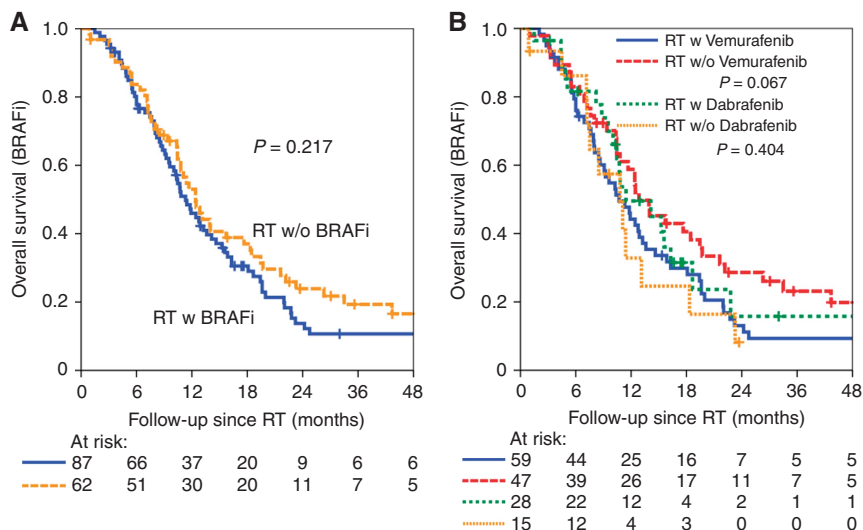 A
Overall survival (BRAFi)
1.0
0.8
0.6
0.4
0.2
0
P = 0.217
RT w/o BRAFi
RT w BRAFi
0 6 12 18 24 36 48
Follow-up since RT (months)
At risk:
87 66 37 20 9 6 6
62 51 30 20 11 7 5
B
Overall survival (BRAFi)
1.0
0.8
0.6
0.4
0.2
0
RT w Vemurafenib
RT w/o Vemurafenib
P = 0.067
RT w Dabrafenib
RT w/o Dabrafenib
P = 0.404
0 6 12 18 24 36 48
Follow-up since RT (months)
At risk:
59 44 25 16 7 5 5
47 39 26 17 11 7 5
28 22 12 4 2 1 1
15 12 4 3 0 0 0